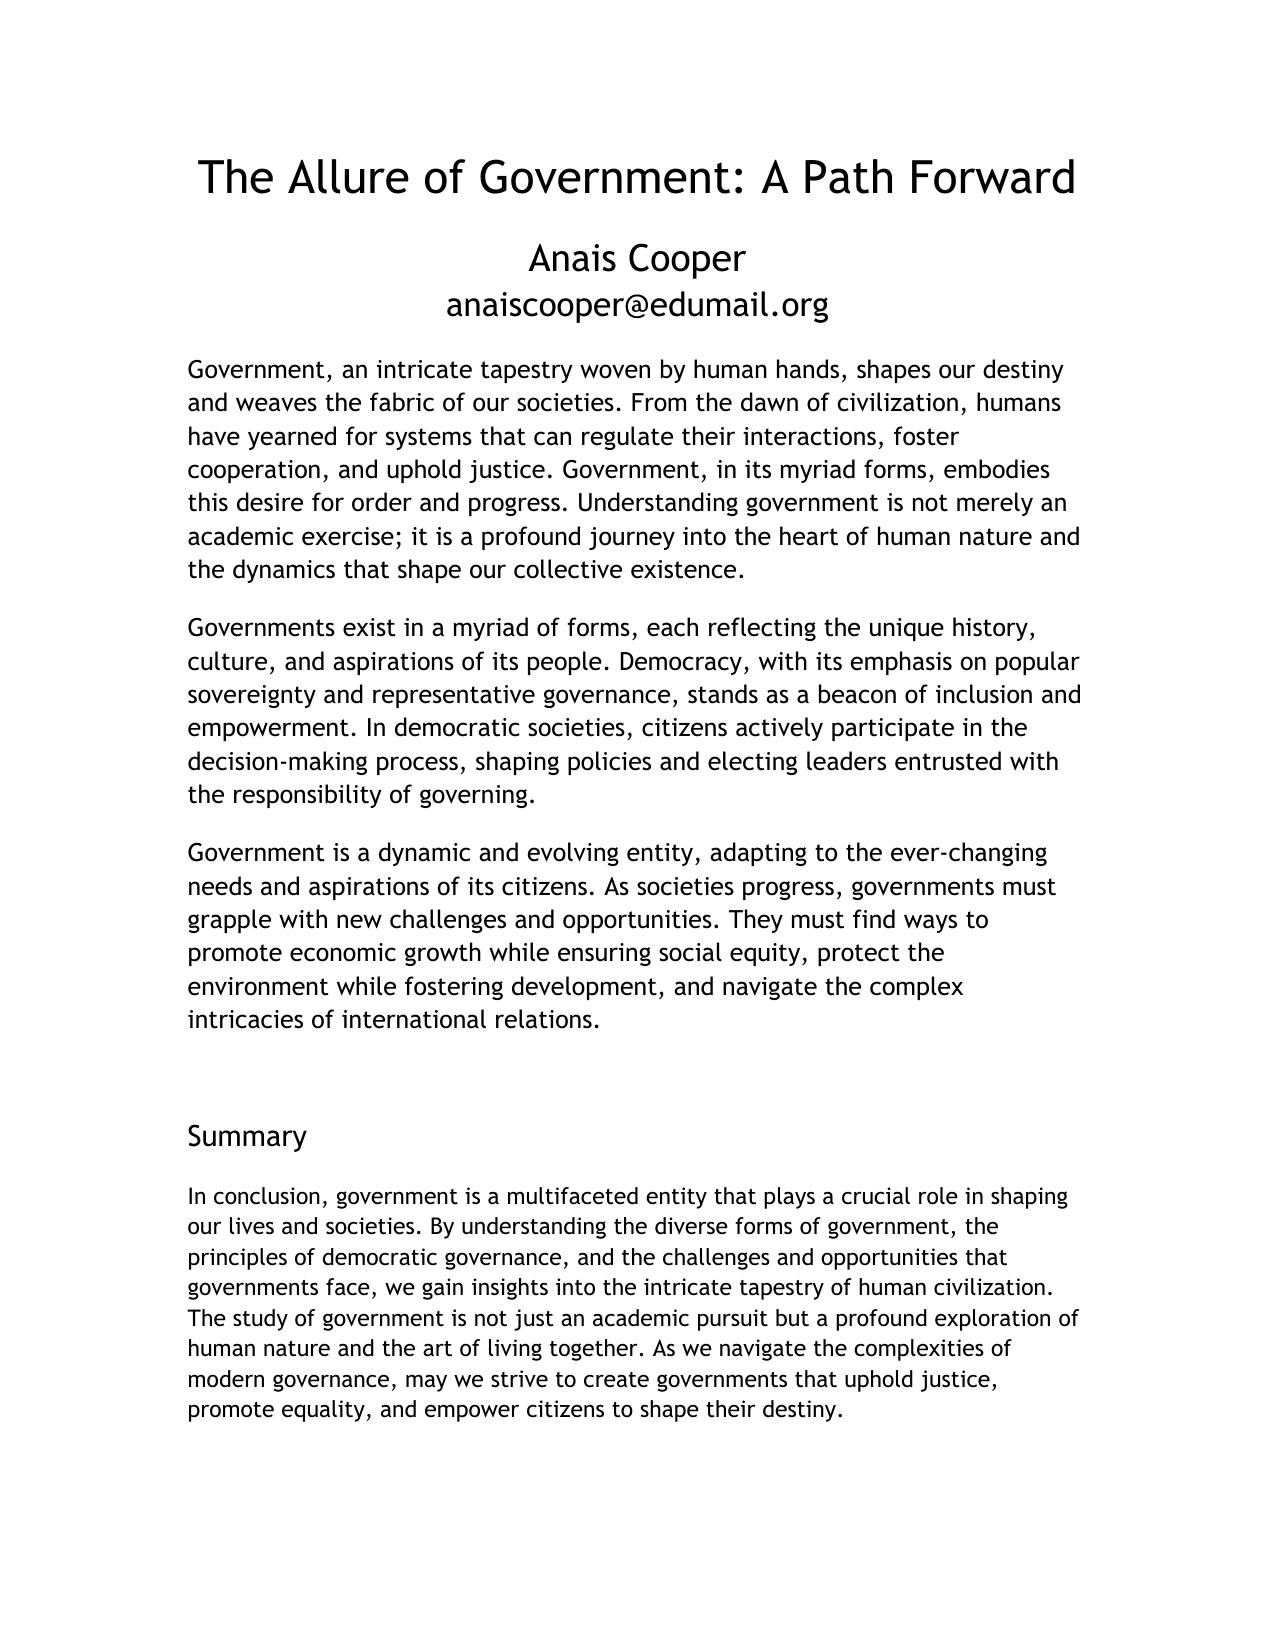 The Allure of Government: A Path Forward
Anais Cooper
anaiscooper@edumail.org
Government, an intricate tapestry woven by human hands, shapes our destiny
and weaves the fabric of our societies. From the dawn of civilization, humans
have yearned for systems that can regulate their interactions, foster
cooperation, and uphold justice. Government, in its myriad forms, embodies
this desire for order and progress. Understanding government is not merely an
academic exercise; it is a profound journey into the heart of human nature and
the dynamics that shape our collective existence.
Governments exist in a myriad of forms, each reflecting the unique history,
culture, and aspirations of its people. Democracy, with its emphasis on popular
sovereignty and representative governance, stands as a beacon of inclusion and
empowerment. In democratic societies, citizens actively participate in the
decision-making process, shaping policies and electing leaders entrusted with
the responsibility of governing.
Government is a dynamic and evolving entity, adapting to the ever-changing
needs and aspirations of its citizens. As societies progress, governments must
grapple with new challenges and opportunities. They must find ways to
promote economic growth while ensuring social equity, protect the
environment while fostering development, and navigate the complex
intricacies of international relations.
Summary
In conclusion, government is a multifaceted entity that plays a crucial role in shaping
our lives and societies. By understanding the diverse forms of government, the
principles of democratic governance, and the challenges and opportunities that
governments face, we gain insights into the intricate tapestry of human civilization.
The study of government is not just an academic pursuit but a profound exploration of
human nature and the art of living together. As we navigate the complexities of
modern governance, may we strive to create governments that uphold justice,
promote equality, and empower citizens to shape their destiny.